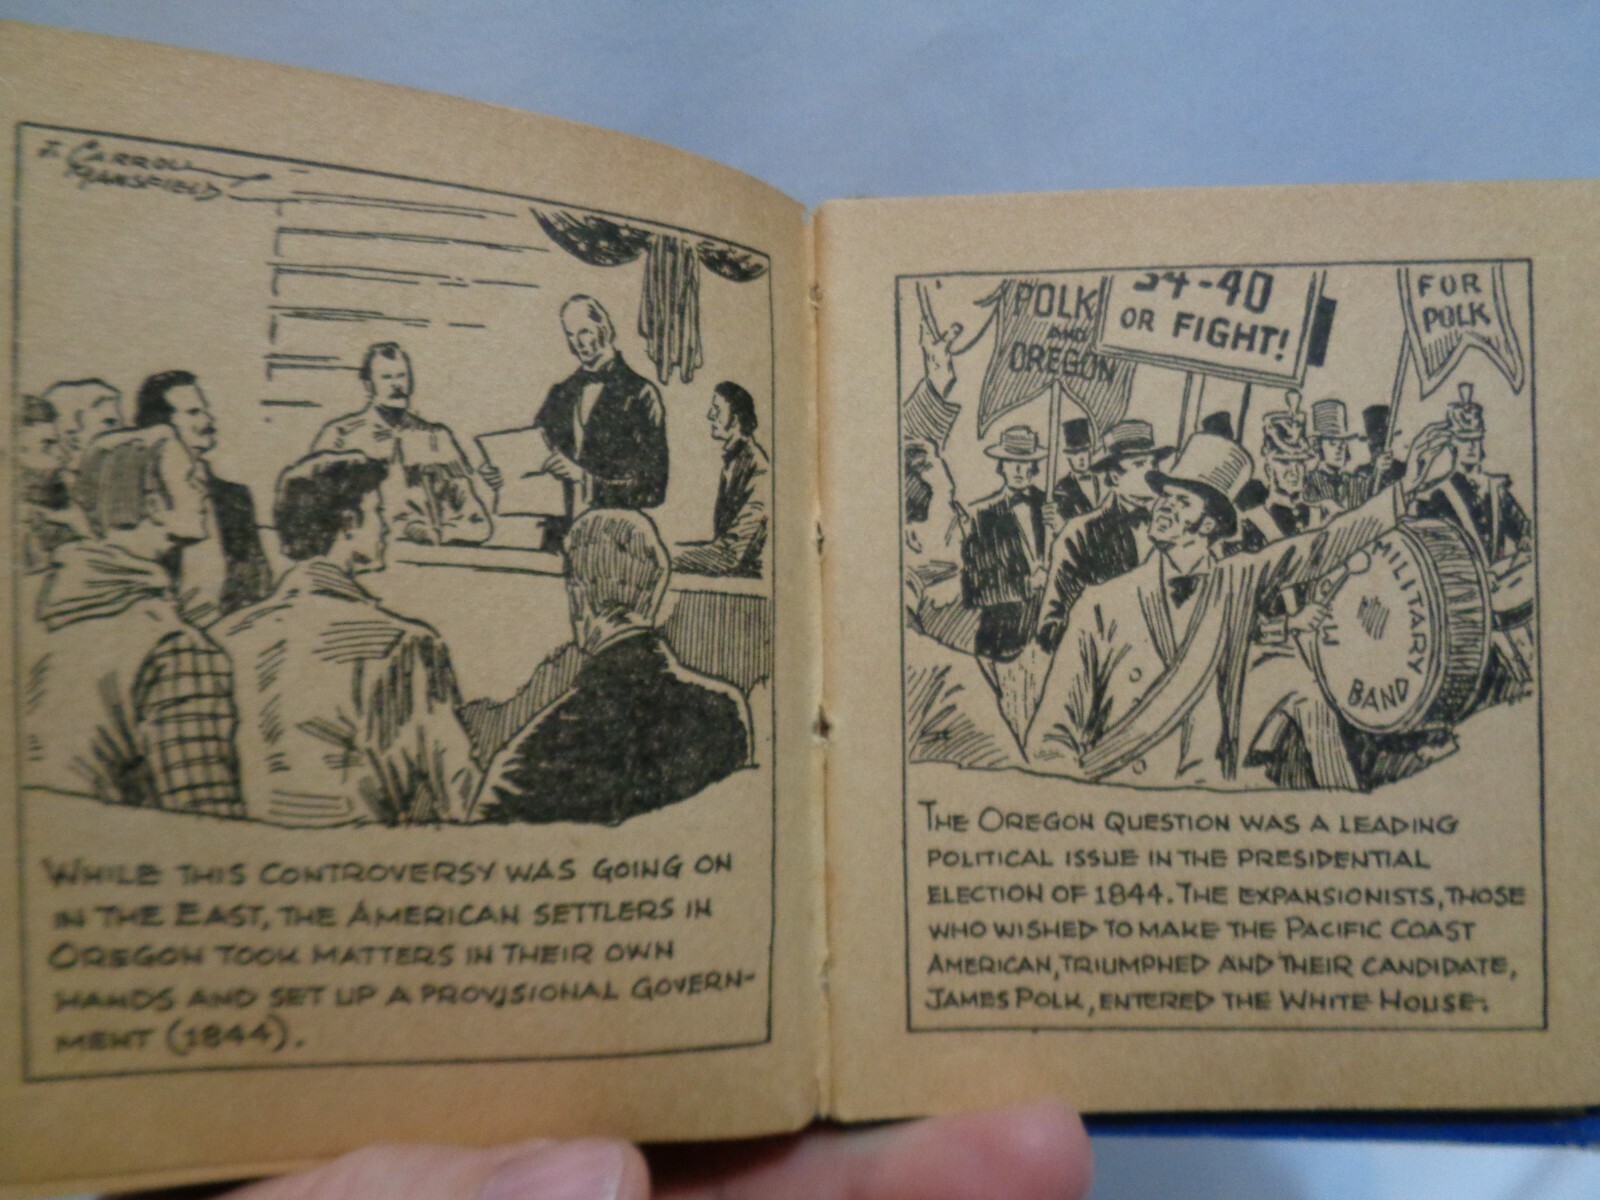 J. CARROLL
MANSFIELD
WHILE THIS CONTROVERSY WAS GOING ON
IN THE EAST, THE AMERICAN SETTLERS IN
OREGON TOOK MATTERS IN THEIR OWN
HANDS AND SET UP A PROVISIONAL GOVERN-
MENT (1844).
POLK
AND
OREGON
54-40
OR FIGHT!
FOR
POLK
MILITARY
BAND
THE OREGON QUESTION WAS A LEADING
POLITICAL ISSUE IN THE PRESIDENTIAL
ELECTION OF 1844. THE EXPANSIONISTS, THOSE
WHO WISHED TO MAKE THE PACIFIC COAST
AMERICAN, TRIUMPHED AND THEIR CANDIDATE,
JAMES POLK, ENTERED THE WHITE HOUSE.